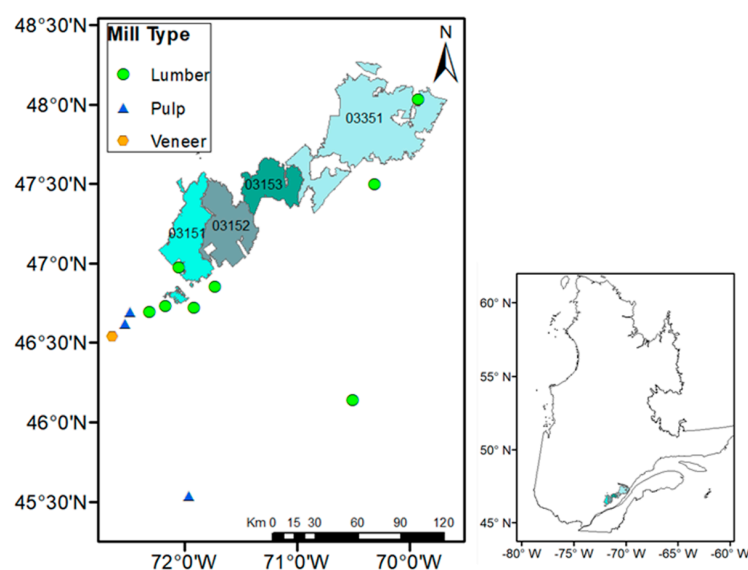 48°30'N
Mill Type
Lumber
Pulp
Veneer
N
48°0'N
03351
47°30'N
03153
03152
03151
47°0'N
46°30'N
46°0'N
45°30'N
Km 0 15 30 60 90 120
72°0'W 71°0'W 70°0'W
60° N
55° N
50° N
45° N
-80° W -75° W -70° W -65° W -60° W